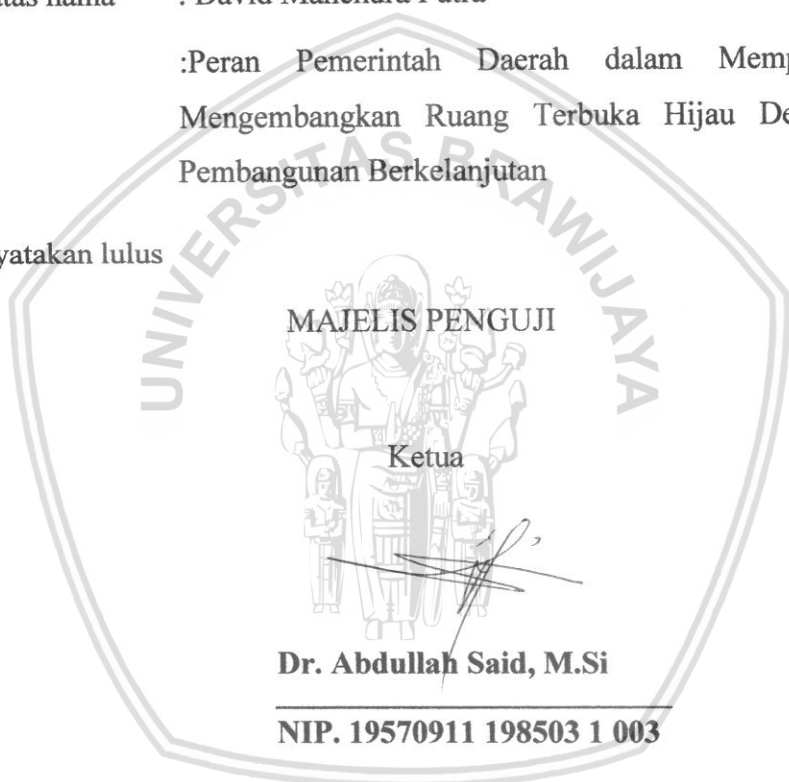 : David Mahendra Putra
:Peran Pemerintah Daerah dalam
Mengembangkan Ruang Terbuka Hijau
Pembangunan Berkelanjutan
lulus
MAJELIS PENGUJI
UNIVERSITAS BRAWIJAYA
Ketua
Dr. Abdullah Said, M.Si
NIP. 19570911 198503 1 003